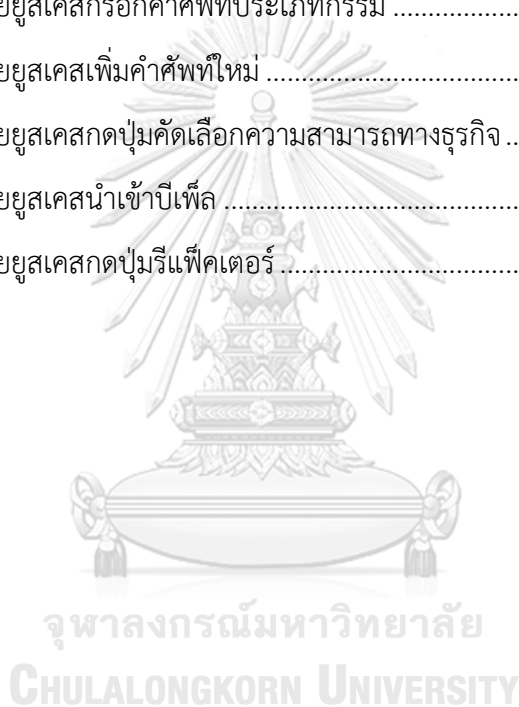 ยยูสเคสกรอกคำศัพท์ประเภทกรรม ........................
ยยูสเคสเพิ่มคำศัพท์ใหม่ ........................................
ยยูสเคสกดปุ่มคัดเลือกความสามารถทางธุรกิจ ..
ยยูสเคสนำเข้าบีเพ็ล ..............................................
ยยูสเคสกดปุ่มรีแฟ็คเตอร์ .....................................
จุฬาลงกรณ์มหาวิทยาลัย
CHULALONGKORN UNIVERSITY